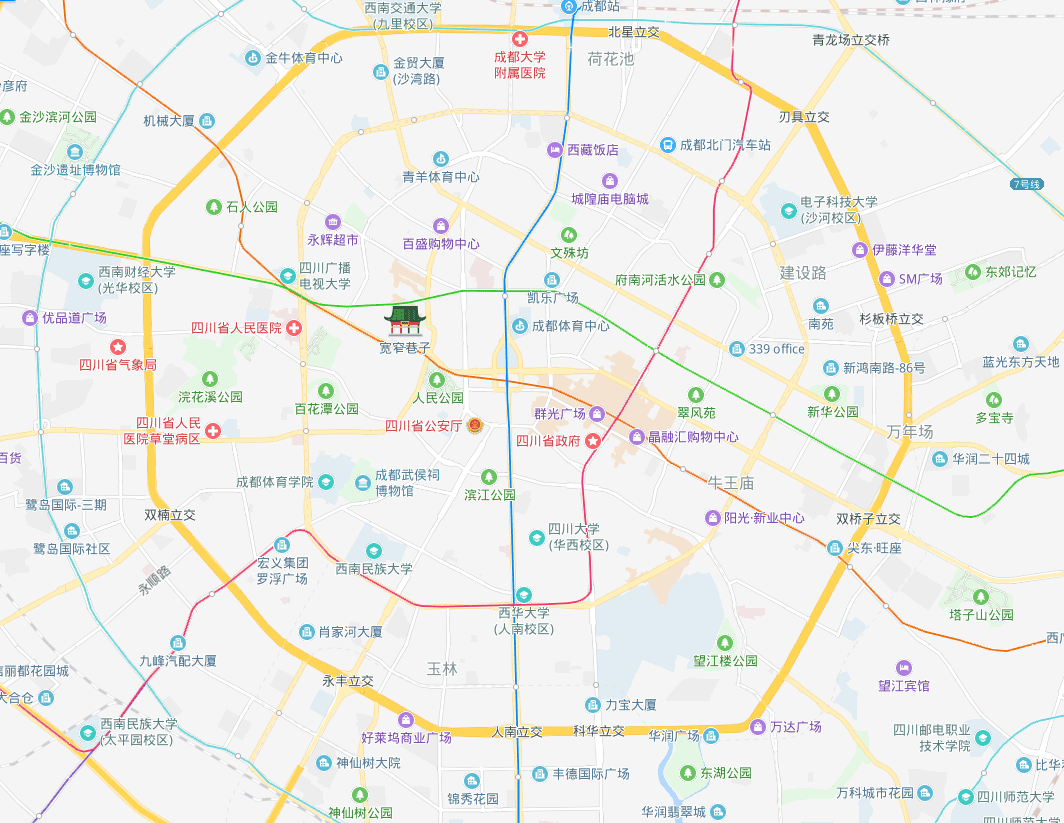 西南交通大学
(九里校区)
成都站
北星立交
青龙场立交桥
金牛体育中心
金贸大厦
(沙湾路)
成都大学
附属医院
荷花池
金沙滨河公园
机械大厦
刃具立交
金沙遗址博物馆
青羊体育中心
西藏饭店
成都北门汽车站
7号线
城隍庙电脑城
石人公园
永辉超市
百盛购物中心
文殊坊
电子科技大学
(沙河校区)
伊藤洋华堂
座写字楼
西南财经大学
(光华校区)
四川广播
电视大学
凯乐广场
府南河活水公园
建设路
SM广场
东郊记忆
优品道广场
四川省人民医院
宽窄巷子
成都体育中心
南苑
杉板桥立交
四川省气象局
339 office
新鸿南路-86号
蓝光东方天地
浣花溪公园
百花潭公园
人民公园
群光广场
翠风苑
新华公园
多宝寺
四川省人民
医院草堂病区
四川省公安厅
四川省政府
晶融汇购物中心
万年场
百货
华润二十四城
鹭岛国际-三期
成都体育学院
成都武侯祠
博物馆
滨江公园
牛王庙
双楠立交
阳光·新业中心
双桥子立交
鹭岛国际社区
宏义集团
罗浮广场
西南民族大学
四川大学
(华西校区)
尖东·旺座
永顺路
西华大学
(人南校区)
塔子山公园
肖家河大厦
九峰汽配大厦
玉林
望江楼公园
信丽都花园城
大合仓
永丰立交
望江宾馆
力宝大厦
西南民族大学
(太平园校区)
好莱坞商业广场
人南立交
科华立交
华润广场
万达广场
四川邮电职业
技术学院
神仙树大院
锦秀花园
丰德国际广场
东湖公园
万科城市花园
四川师范大学
神仙树公园
华润翡翠城